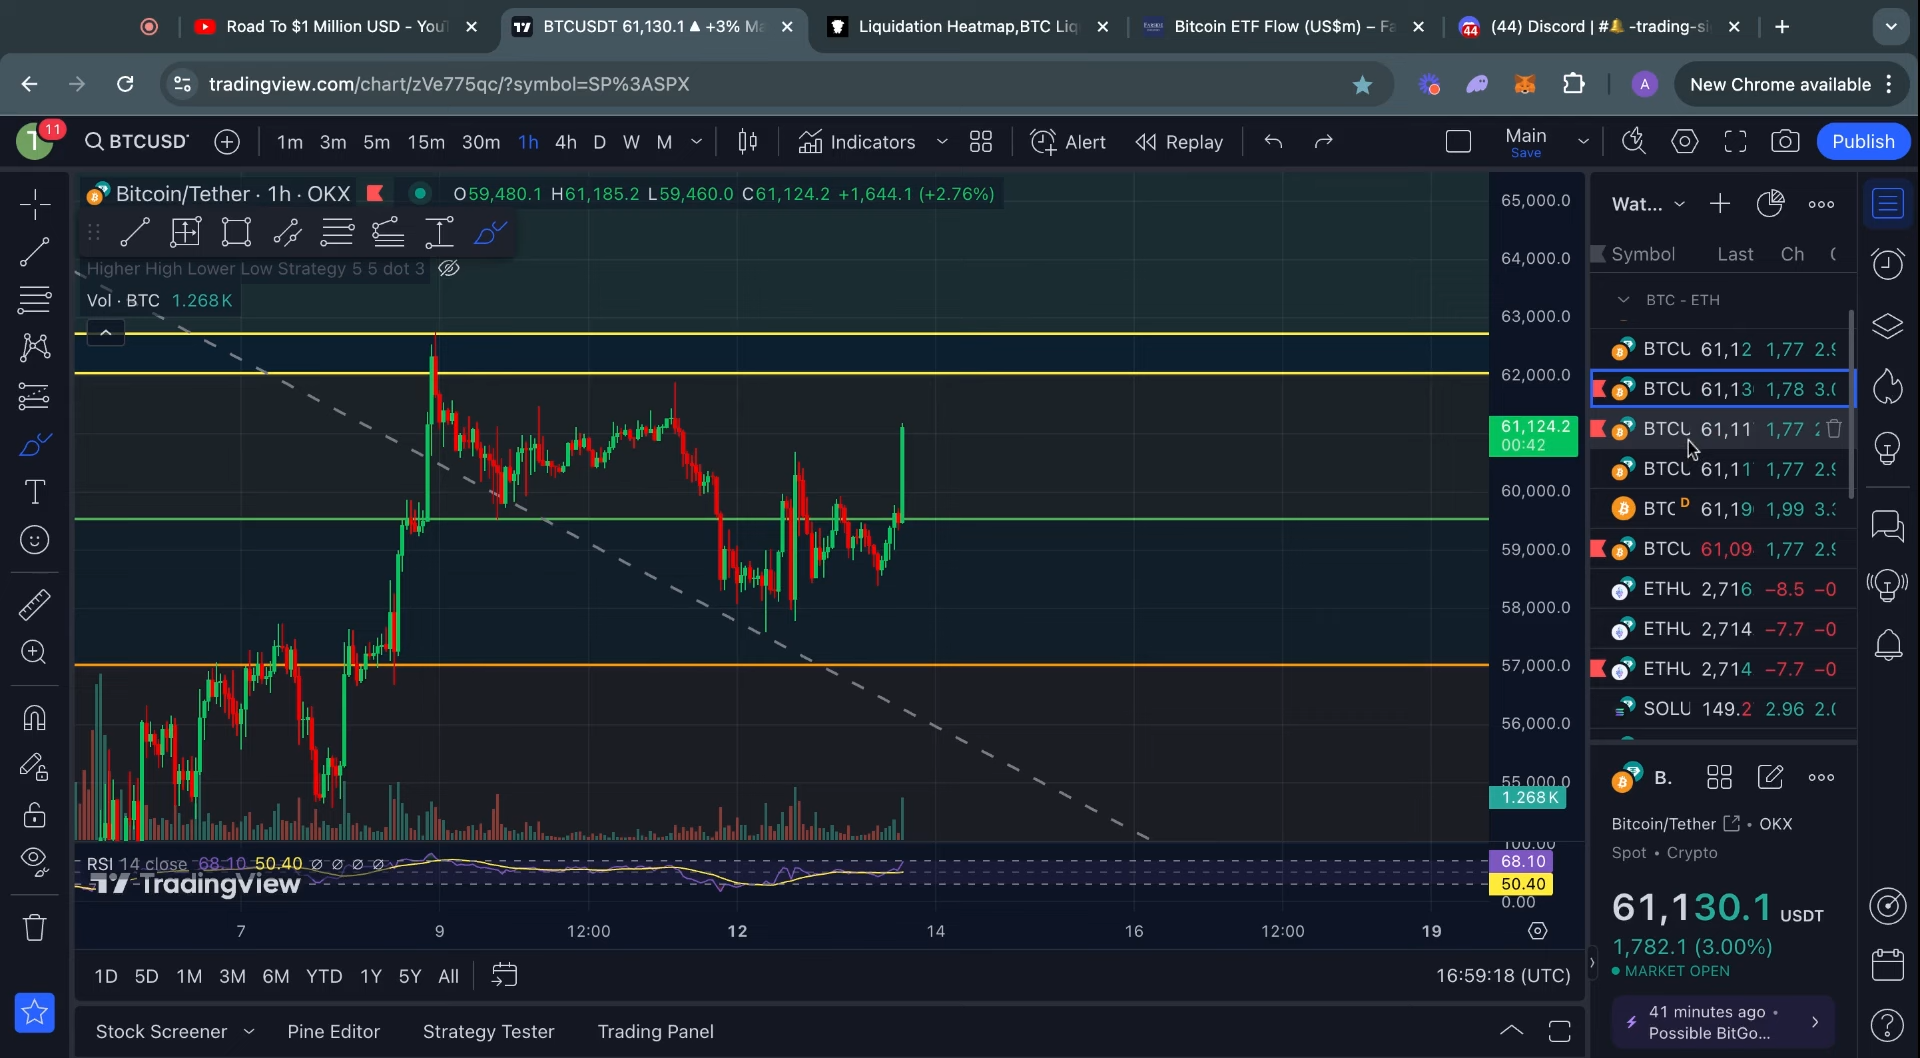 Road To $1 Million USD - You
BTCUSDT 61,130.1 ▲ +3% Ma
Liquidation Heatmap,BTC Liq
Bitcoin ETF Flow (US$m) – Fa
(44) Discord | #🔔-trading-si
tradingview.com/chart/zVe775qc/?symbol=SP%3ASPX
44
A
New Chrome available
T
11
BTCUSD
1m 3m 5m 15m 30m 1h 4h D W M
Indicators
Alert
Replay
Main
Save
Publish
Bitcoin/Tether · 1h · OKX
O59,480.1 H61,185.2 L59,460.0 C61,124.2 +1,644.1 (+2.76%)
Higher High Lower Low Strategy 5 5 dot 3
Vol · BTC 1.268K
65,000.0
64,000.0
63,000.0
62,000.0
61,124.2
00:42
60,000.0
59,000.0
58,000.0
57,000.0
56,000.0
55,000.0
1.268K
100.00
68.10
50.40
0.00
RSI 14 close 68.10 50.40 ∅ ∅ ∅ ∅
TradingView
7 9 12:00 12 14 16 12:00 19
1D 5D 1M 3M 6M YTD 1Y 5Y All
16:59:18 (UTC)
Stock Screener
Pine Editor
Strategy Tester
Trading Panel
Wat...
Symbol Last Ch
BTC - ETH
BTCU 61,12 1,77 2.9
BTCU 61,13 1,78 3.0
BTCU 61,11 1,77
BTCU 61,11 1,77 2.9
BTC D 61,19 1,99 3.3
BTCU 61,09 1,77 2.9
ETHU 2,716 −8.5 −0
ETHU 2,714 −7.7 −0
ETHU 2,714 −7.7 −0
SOLU 149.2 2.96 2.0
B.
Bitcoin/Tether • OKX
Spot • Crypto
61,130.1 USDT
1,782.1 (3.00%)
MARKET OPEN
41 minutes ago •
Possible BitGo...